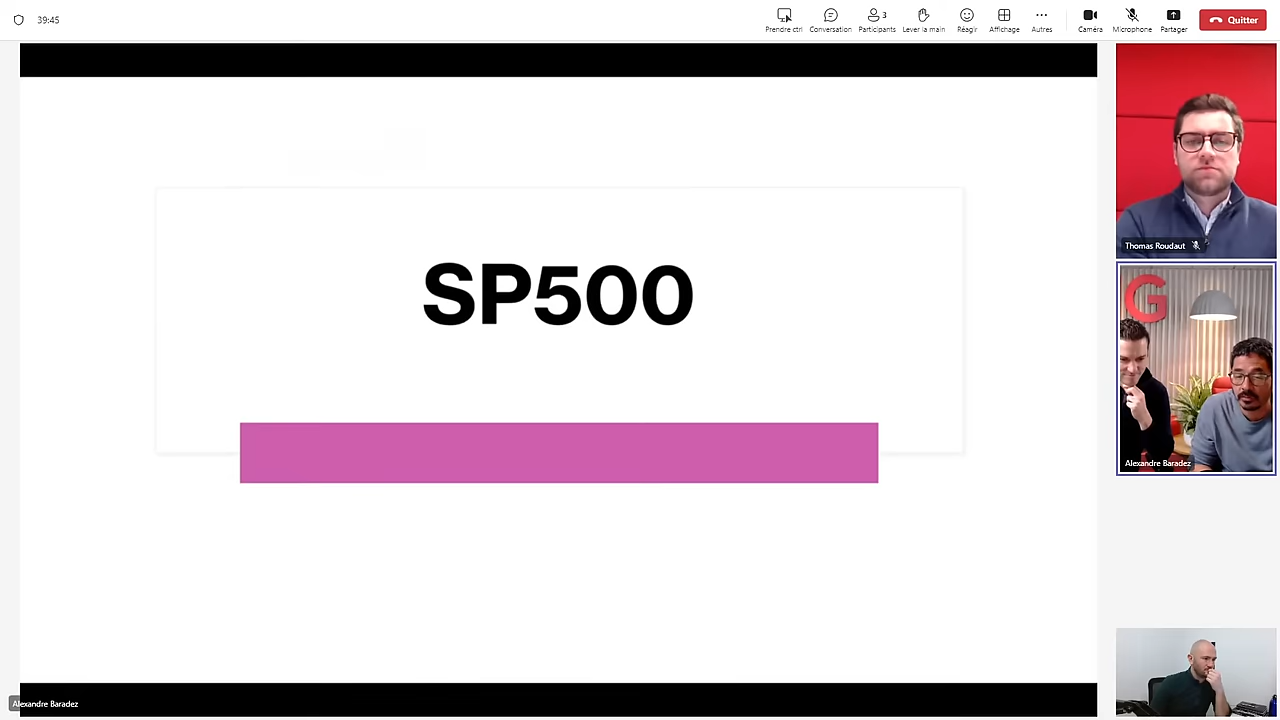 39:45
Prendre ctrl
Conversation
3
Participants
Lever la main
Réagir
Affichage
Autres
Caméra
Microphone
Partager
Quitter
SP500
Thomas Roudaut
G
Alexandre Baradez
Alexandre Baradez